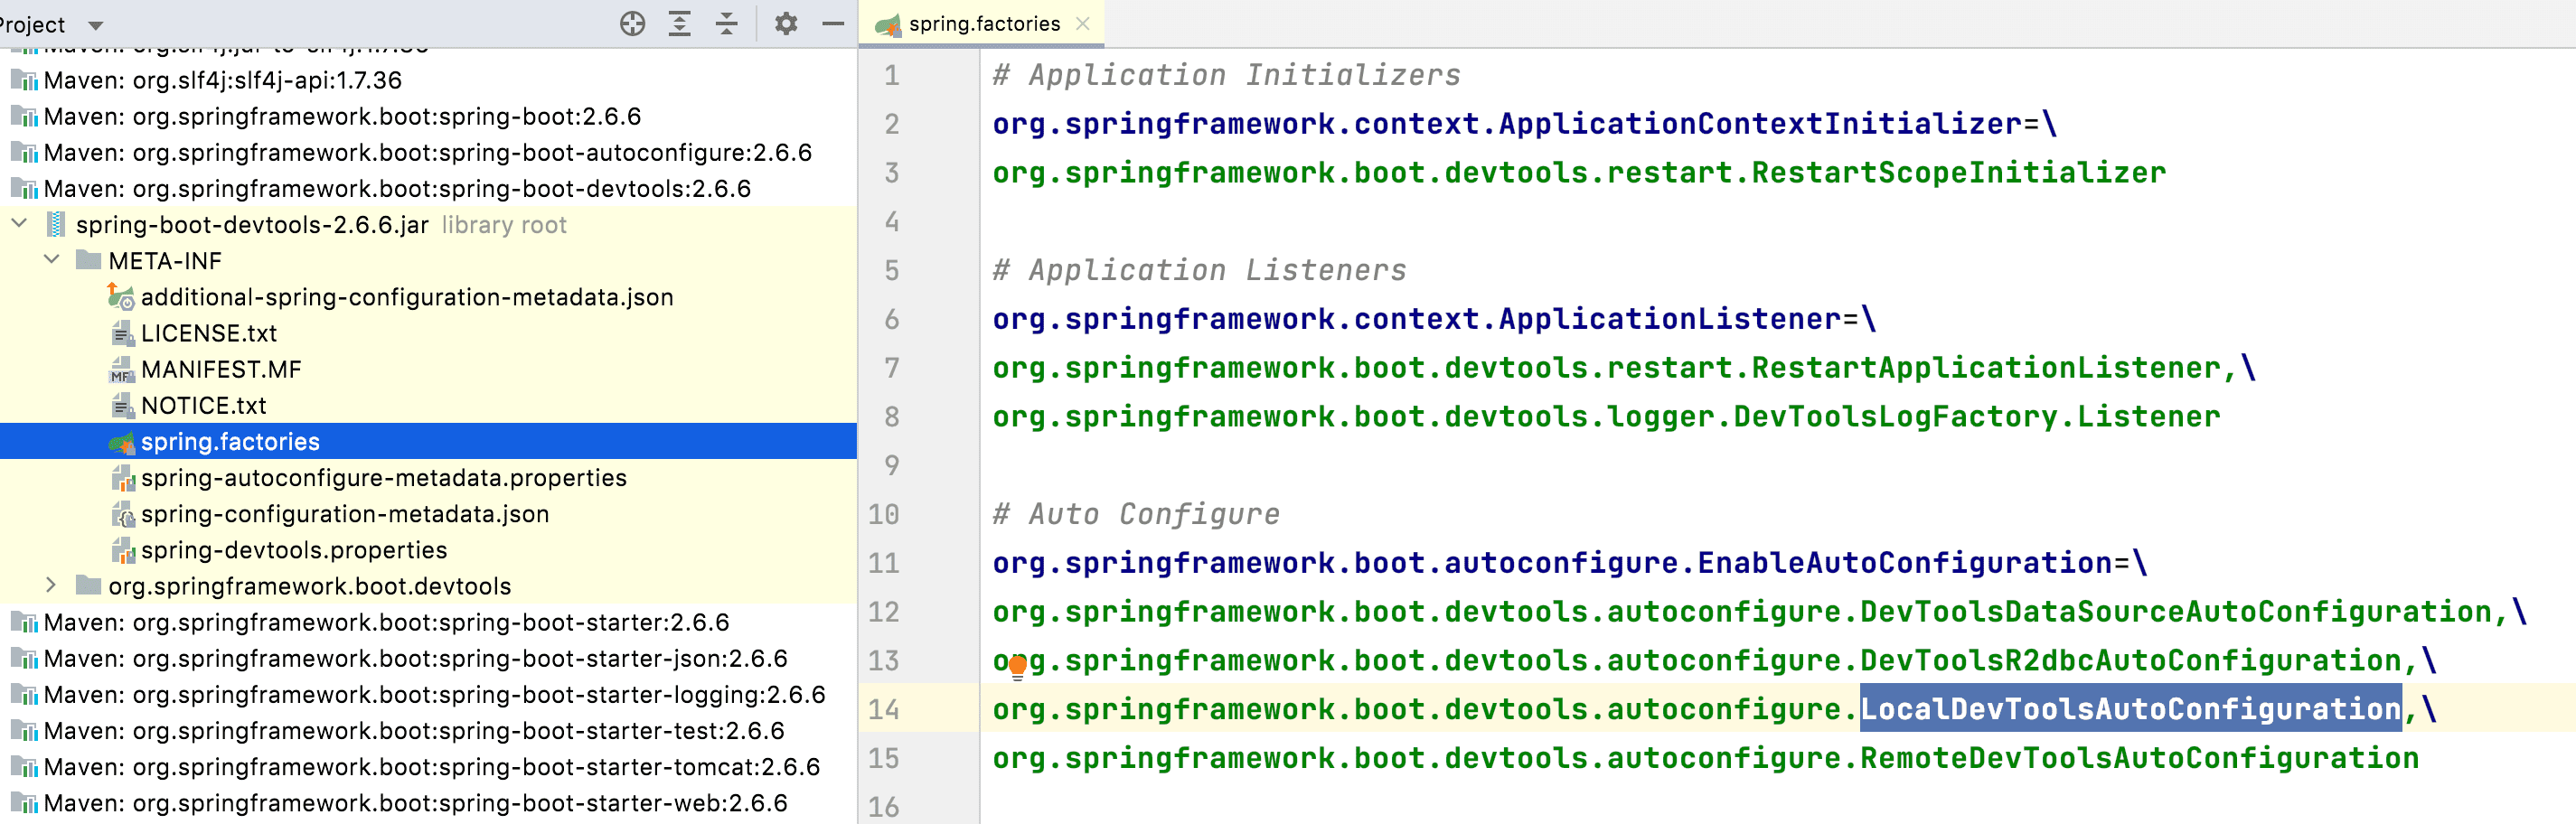 Project
Maven: org.slf4j:jul-to-slf4j:1.7.36
Maven: org.slf4j:slf4j-api:1.7.36
Maven: org.springframework.boot:spring-boot:2.6.6
Maven: org.springframework.boot:spring-boot-autoconfigure:2.6.6
Maven: org.springframework.boot:spring-boot-devtools:2.6.6
spring-boot-devtools-2.6.6.jar library root
META-INF
additional-spring-configuration-metadata.json
LICENSE.txt
MANIFEST.MF
NOTICE.txt
spring.factories
spring-autoconfigure-metadata.properties
spring-configuration-metadata.json
spring-devtools.properties
org.springframework.boot.devtools
Maven: org.springframework.boot:spring-boot-starter:2.6.6
Maven: org.springframework.boot:spring-boot-starter-json:2.6.6
Maven: org.springframework.boot:spring-boot-starter-logging:2.6.6
Maven: org.springframework.boot:spring-boot-starter-test:2.6.6
Maven: org.springframework.boot:spring-boot-starter-tomcat:2.6.6
Maven: org.springframework.boot:spring-boot-starter-web:2.6.6
spring.factories
1 # Application Initializers
2 org.springframework.context.ApplicationContextInitializer=\
3 org.springframework.boot.devtools.restart.RestartScopeInitializer
4
5 # Application Listeners
6 org.springframework.context.ApplicationListener=\
7 org.springframework.boot.devtools.restart.RestartApplicationListener,\
8 org.springframework.boot.devtools.logger.DevToolsLogFactory.Listener
9
10 # Auto Configure
11 org.springframework.boot.autoconfigure.EnableAutoConfiguration=\
12 org.springframework.boot.devtools.autoconfigure.DevToolsDataSourceAutoConfiguration,\
13 org.springframework.boot.devtools.autoconfigure.DevToolsR2dbcAutoConfiguration,\
14 org.springframework.boot.devtools.autoconfigure.LocalDevToolsAutoConfiguration,\
15 org.springframework.boot.devtools.autoconfigure.RemoteDevToolsAutoConfiguration
16